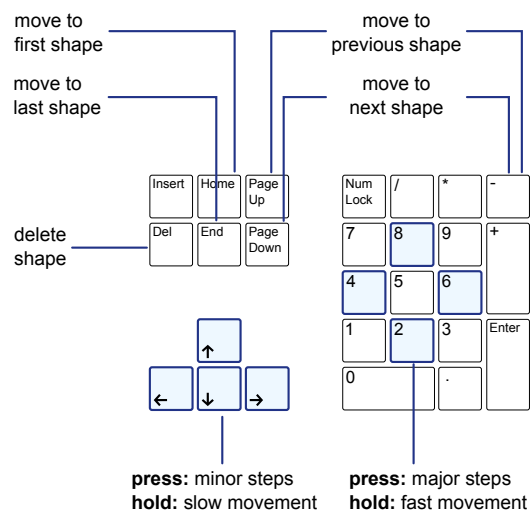 move to
first shape
move to
previous shape
move to
last shape
move to
next shape
Insert
Home
Page
Up
Num
Lock
/
*
-
delete
shape
Del
End
Page
Down
7
8
9
+
4
5
6
↑
1
2
3
Enter
←
↓
→
0
.
press: minor steps
hold: slow movement
press: major steps
hold: fast movement